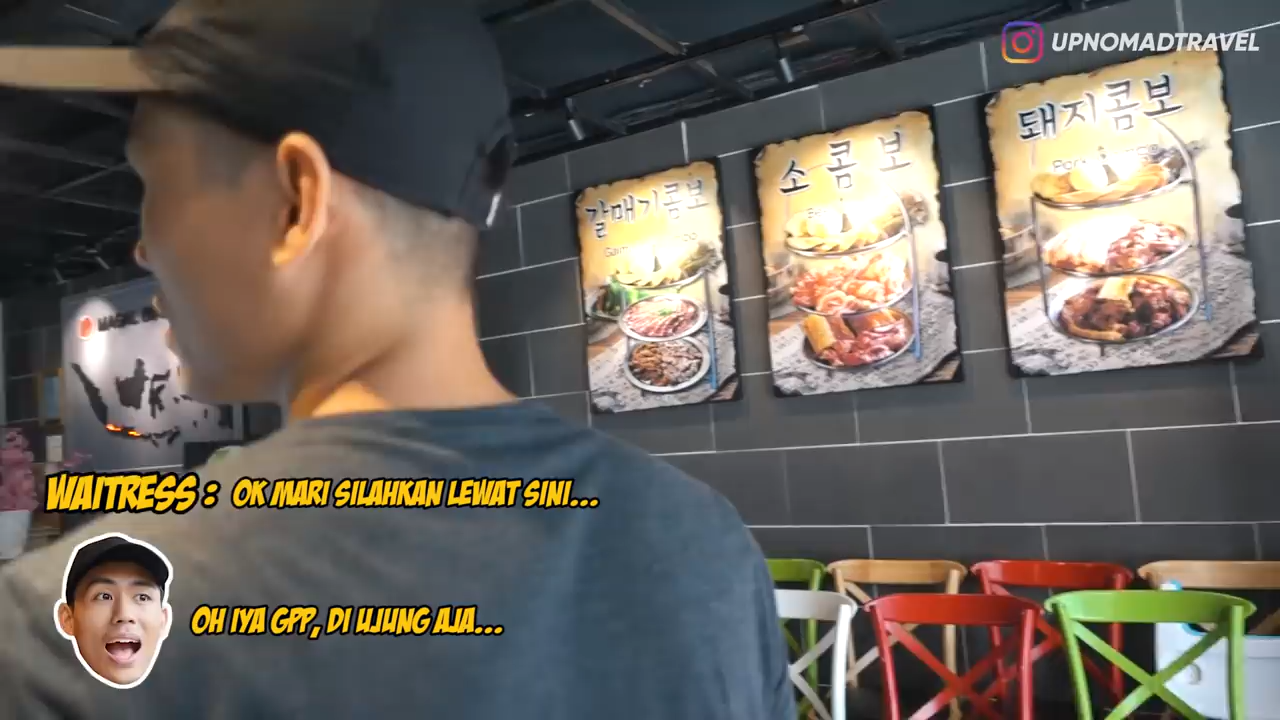 UPNOMADTRAVEL
돼지콤보
소 콤 보
갈매기콤보
WAITRESS : OK MARI SILAHKAN LEWAT SINI...
OH IYA GPP, DI UJUNG AJA...